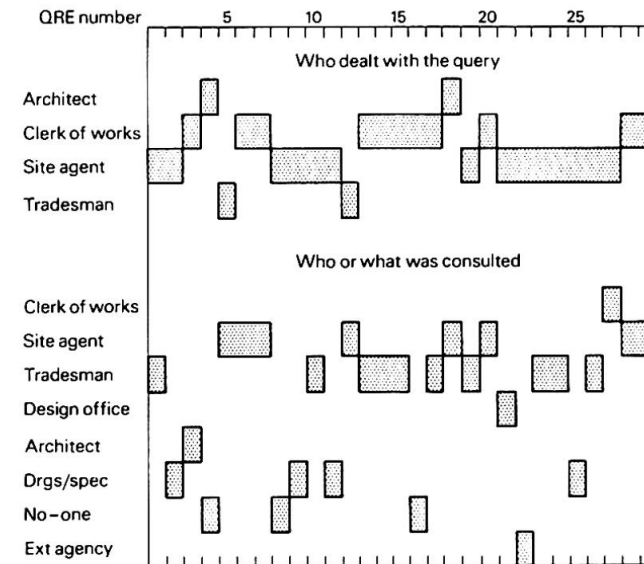 QRE number 5 10 15 20 25
Who dealt with the query
Architect
Clerk of works
Site agent
Tradesman
Who or what was consulted
Clerk of works
Site agent
Tradesman
Design office
Architect
Drgs/spec
No-one
Ext agency